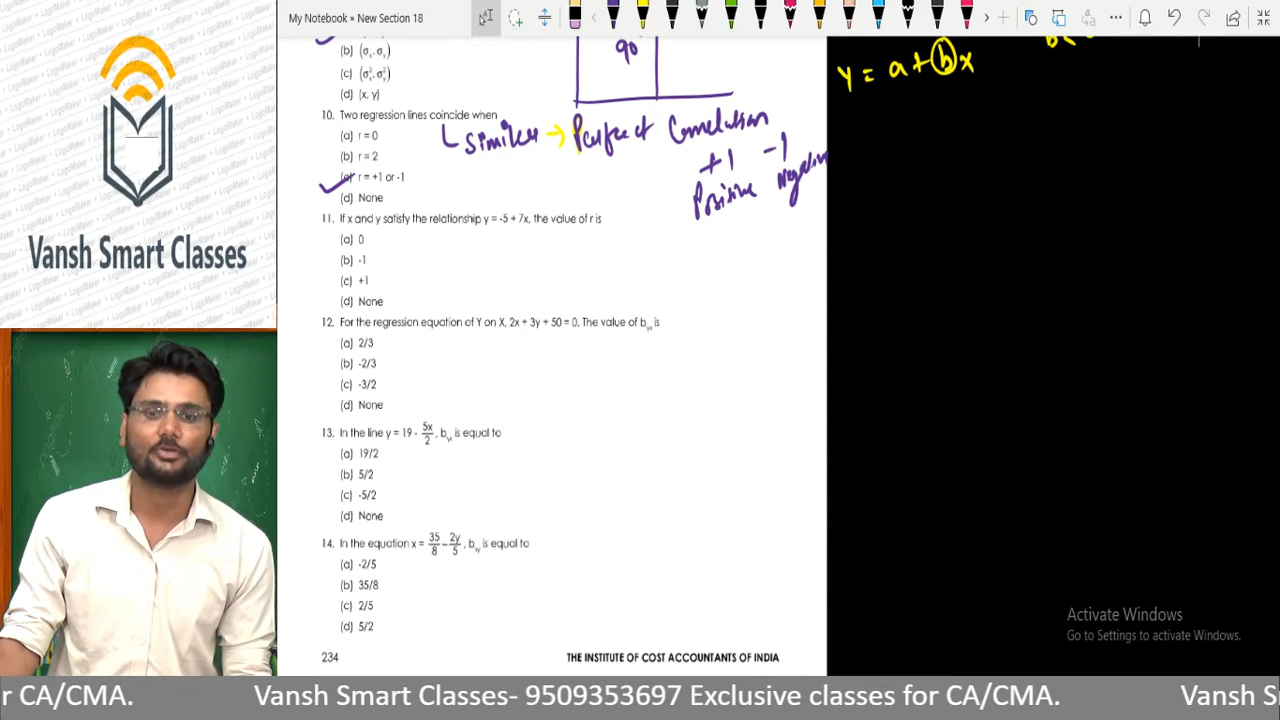 My Notebook > New Section 18
(b) (σx, σy)
90
y = a + b x
(c) (σ²x, σ²y)
(d) (x, y)
10. Two regression lines coincide when
(a) r = 0
Perfect Correlation
+1 -1
Positive Negative
(b) r = 2
r = +1 or -1
(d) None
11. If x and y satisfy the relationship y = -5 + 7x, the value of r is
(a) 0
(b) -1
(c) +1
(d) None
12. For the regression equation of Y on X, 2x + 3y + 50 = 0. The value of byx is
(a) 2/3
(b) -2/3
(c) -3/2
(d) None
13. In the line y = 19 - 5x/2, byx is equal to
(a) 19/2
(b) 5/2
(c) -5/2
(d) None
14. In the equation x = 35/8 - 2y/5, bxy is equal to
(a) -2/5
(b) 35/8
(c) 2/5
(d) 5/2
234 THE INSTITUTE OF COST ACCOUNTANTS OF INDIA
Vansh Smart Classes
Activate Windows
Go to Settings to activate Windows.
r CA/CMA. Vansh Smart Classes- 9509353697 Exclusive classes for CA/CMA. Vansh S